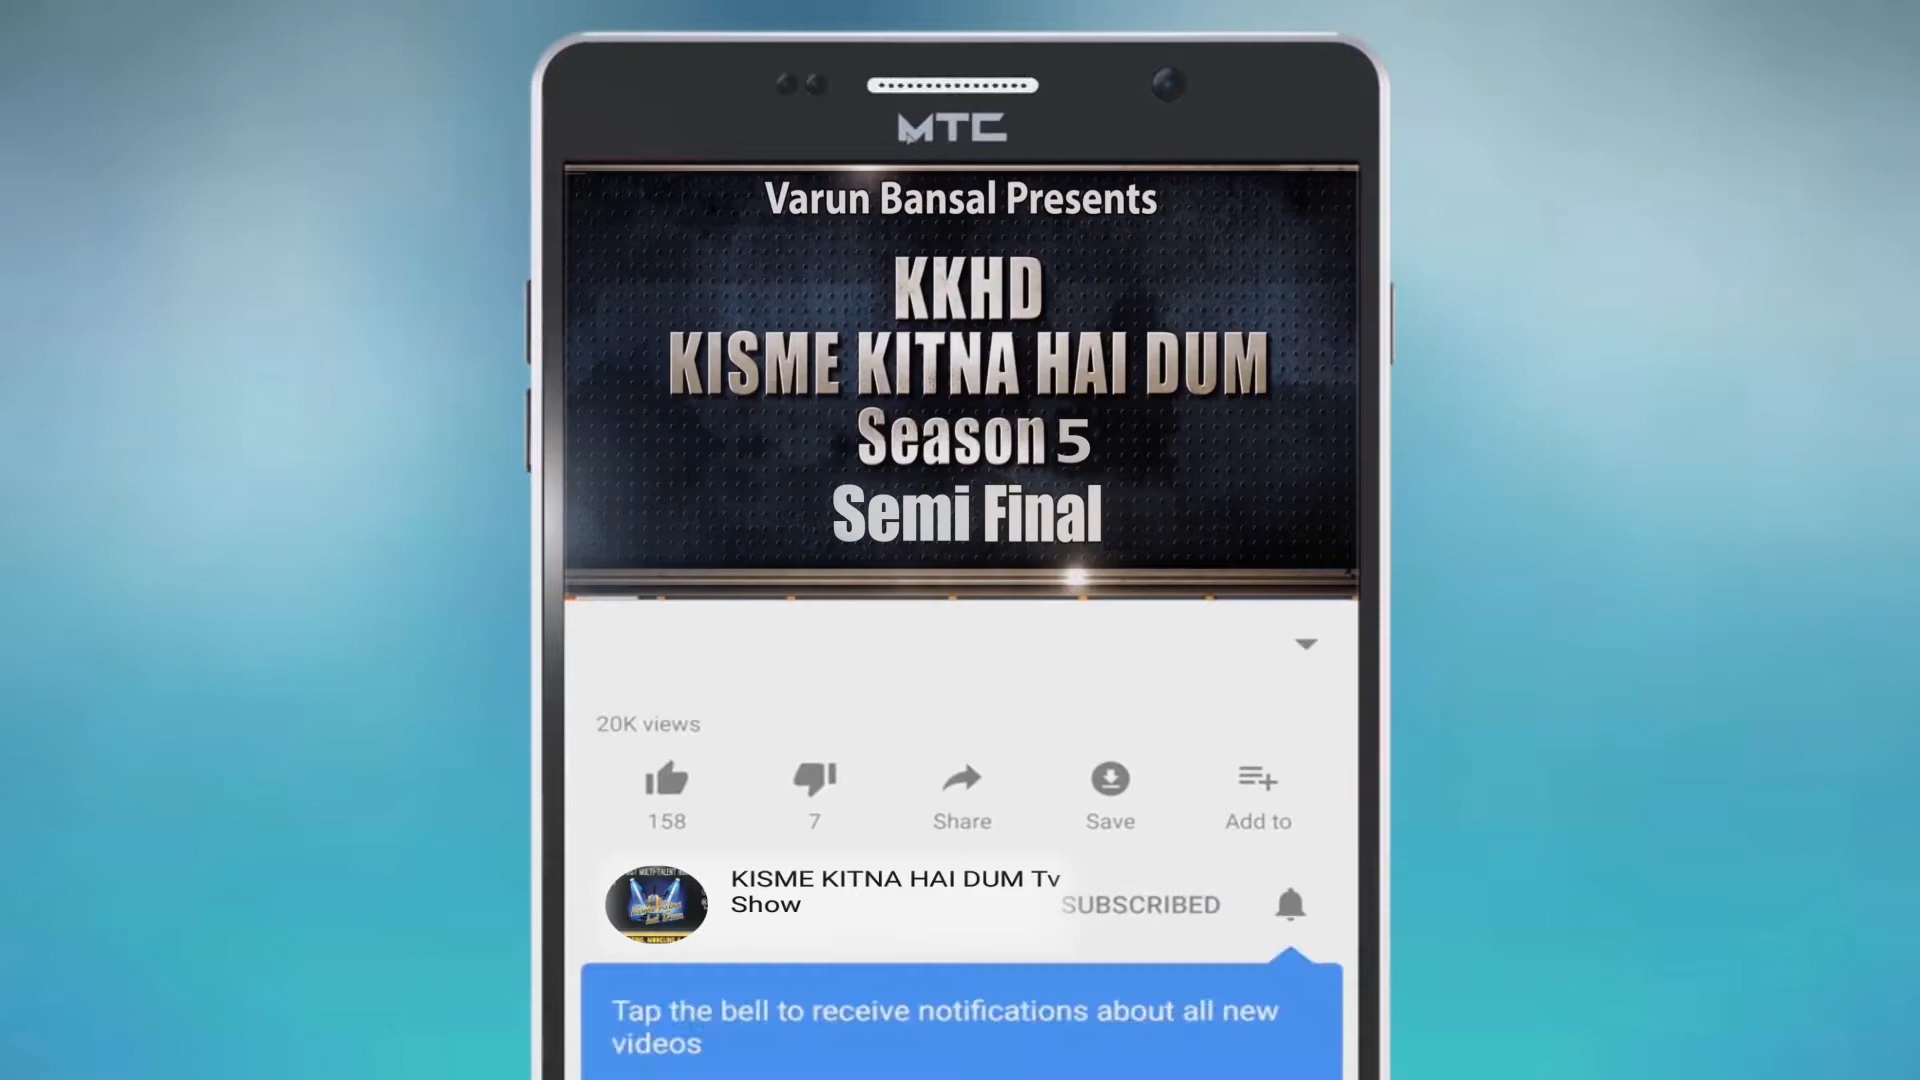 MTC
Varun Bansal Presents
KKHD
KISME KITNA HAI DUM
Season 5
Semi Final
20K views
158
7
Share
Save
Add to
KISME KITNA HAI DUM Tv
Show
SUBSCRIBED
Tap the bell to receive notifications about all new
videos